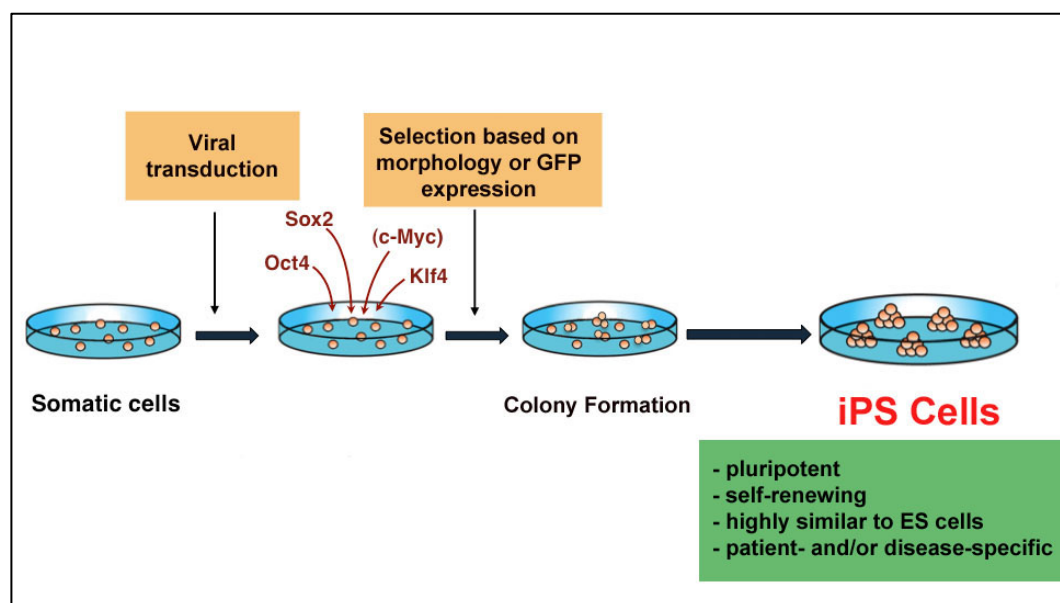 Viral
transduction
Selection based on
morphology or GFP
expression
Sox2
(c-Myc)
Oct4
Klf4
Somatic cells
Colony Formation
iPS Cells
- pluripotent
- self-renewing
- highly similar to ES cells
- patient- and/or disease-specific